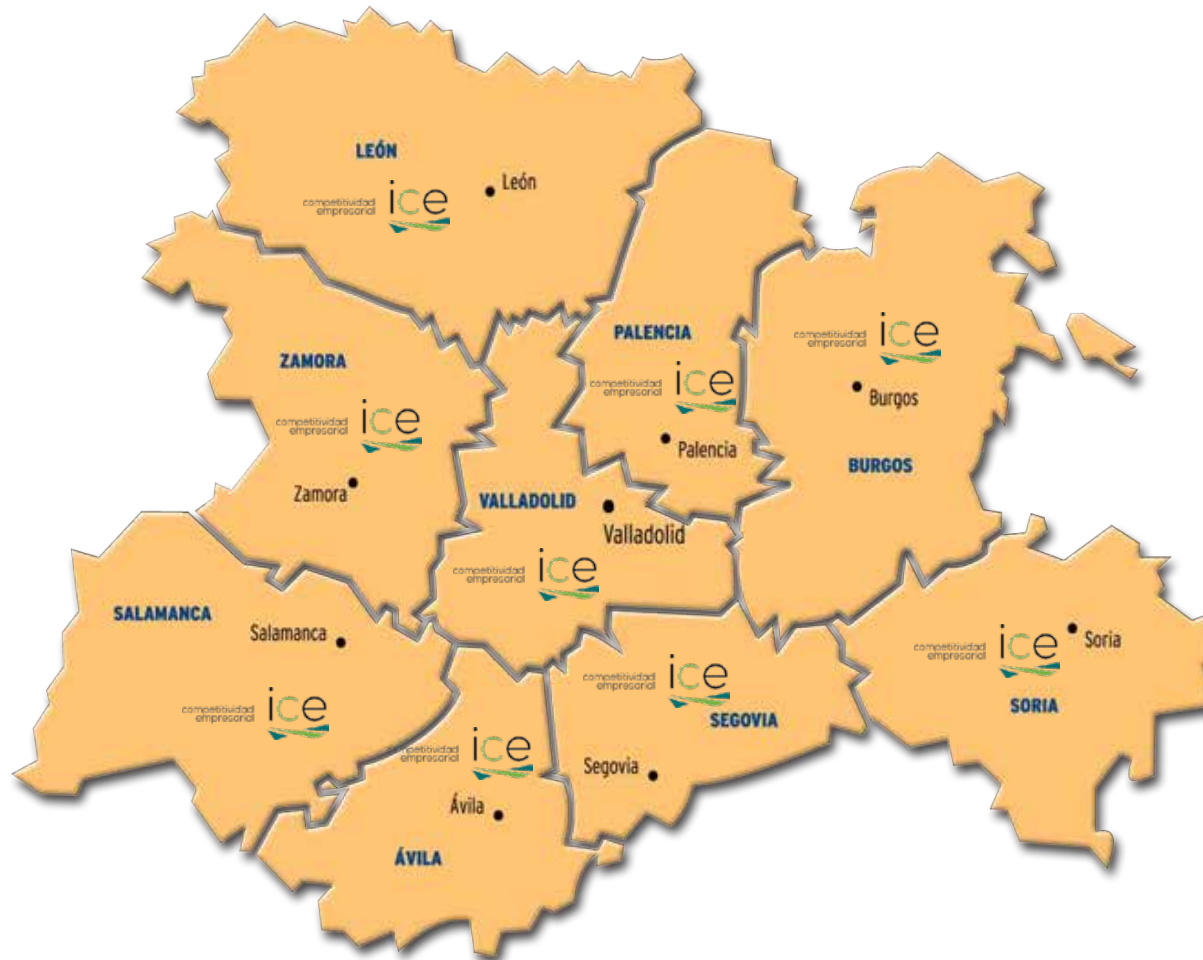 LEÓN
León
competitividad
empresarial
ice
PALENCIA
competitividad
empresarial
ice
Palencia
competitividad
empresarial
ice
Burgos
BURGOS
ZAMORA
competitividad
empresarial
ice
Zamora
VALLADOLID
Valladolid
competitividad
empresarial
ice
SALAMANCA
Salamanca
competitividad
empresarial
ice
competitividad
empresarial
ice
SEGOVIA
Segovia
competitividad
empresarial
ice
Soria
SORIA
competitividad
empresarial
ice
Ávila
ÁVILA